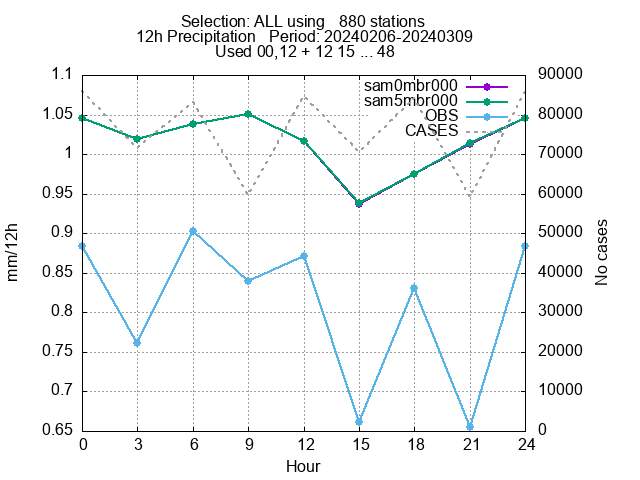 Selection: ALL using   880 stations
12h Precipitation   Period: 20240206-20240309
Used 00,12 + 12 15 ... 48
sam0mbr000
sam5mbr000
OBS
CASES
mm/12h
1.1
1.05
1
0.95
0.9
0.85
0.8
0.75
0.7
0.65
No cases
90000
80000
70000
60000
50000
40000
30000
20000
10000
0
0 3 6 9 12 15 18 21 24
Hour